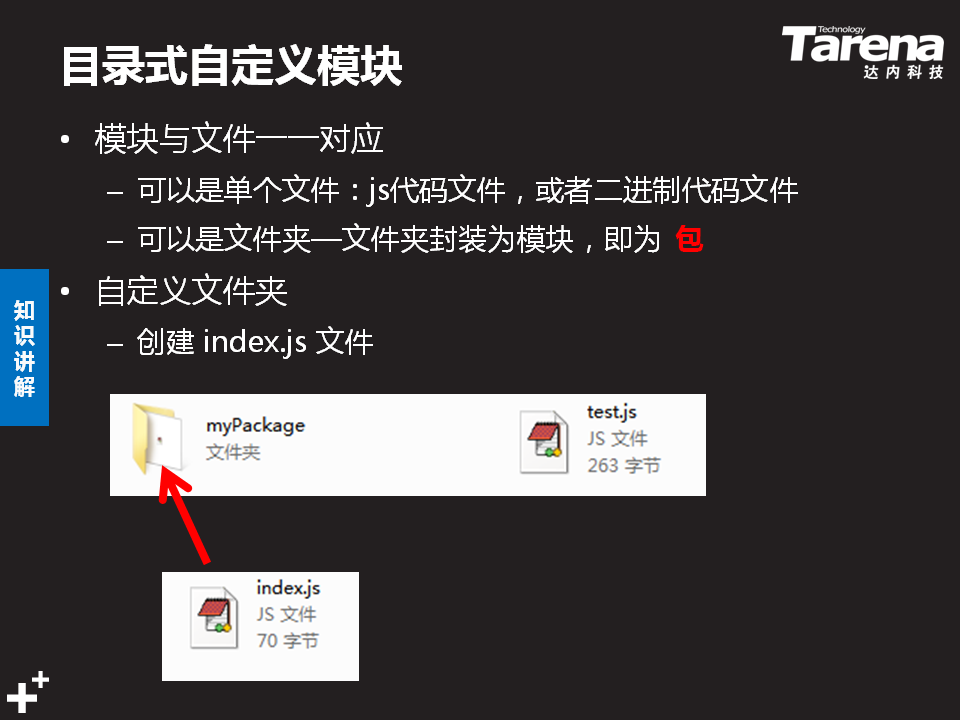 目录式自定义模块
Technology
Tarena
达内科技
• 模块与文件一一对应
– 可以是单个文件：js代码文件，或者二进制代码文件
– 可以是文件夹—文件夹封装为模块，即为 包
• 自定义文件夹
– 创建 index.js 文件
知识讲解
myPackage
文件夹
test.js
JS 文件
263 字节
index.js
JS 文件
70 字节